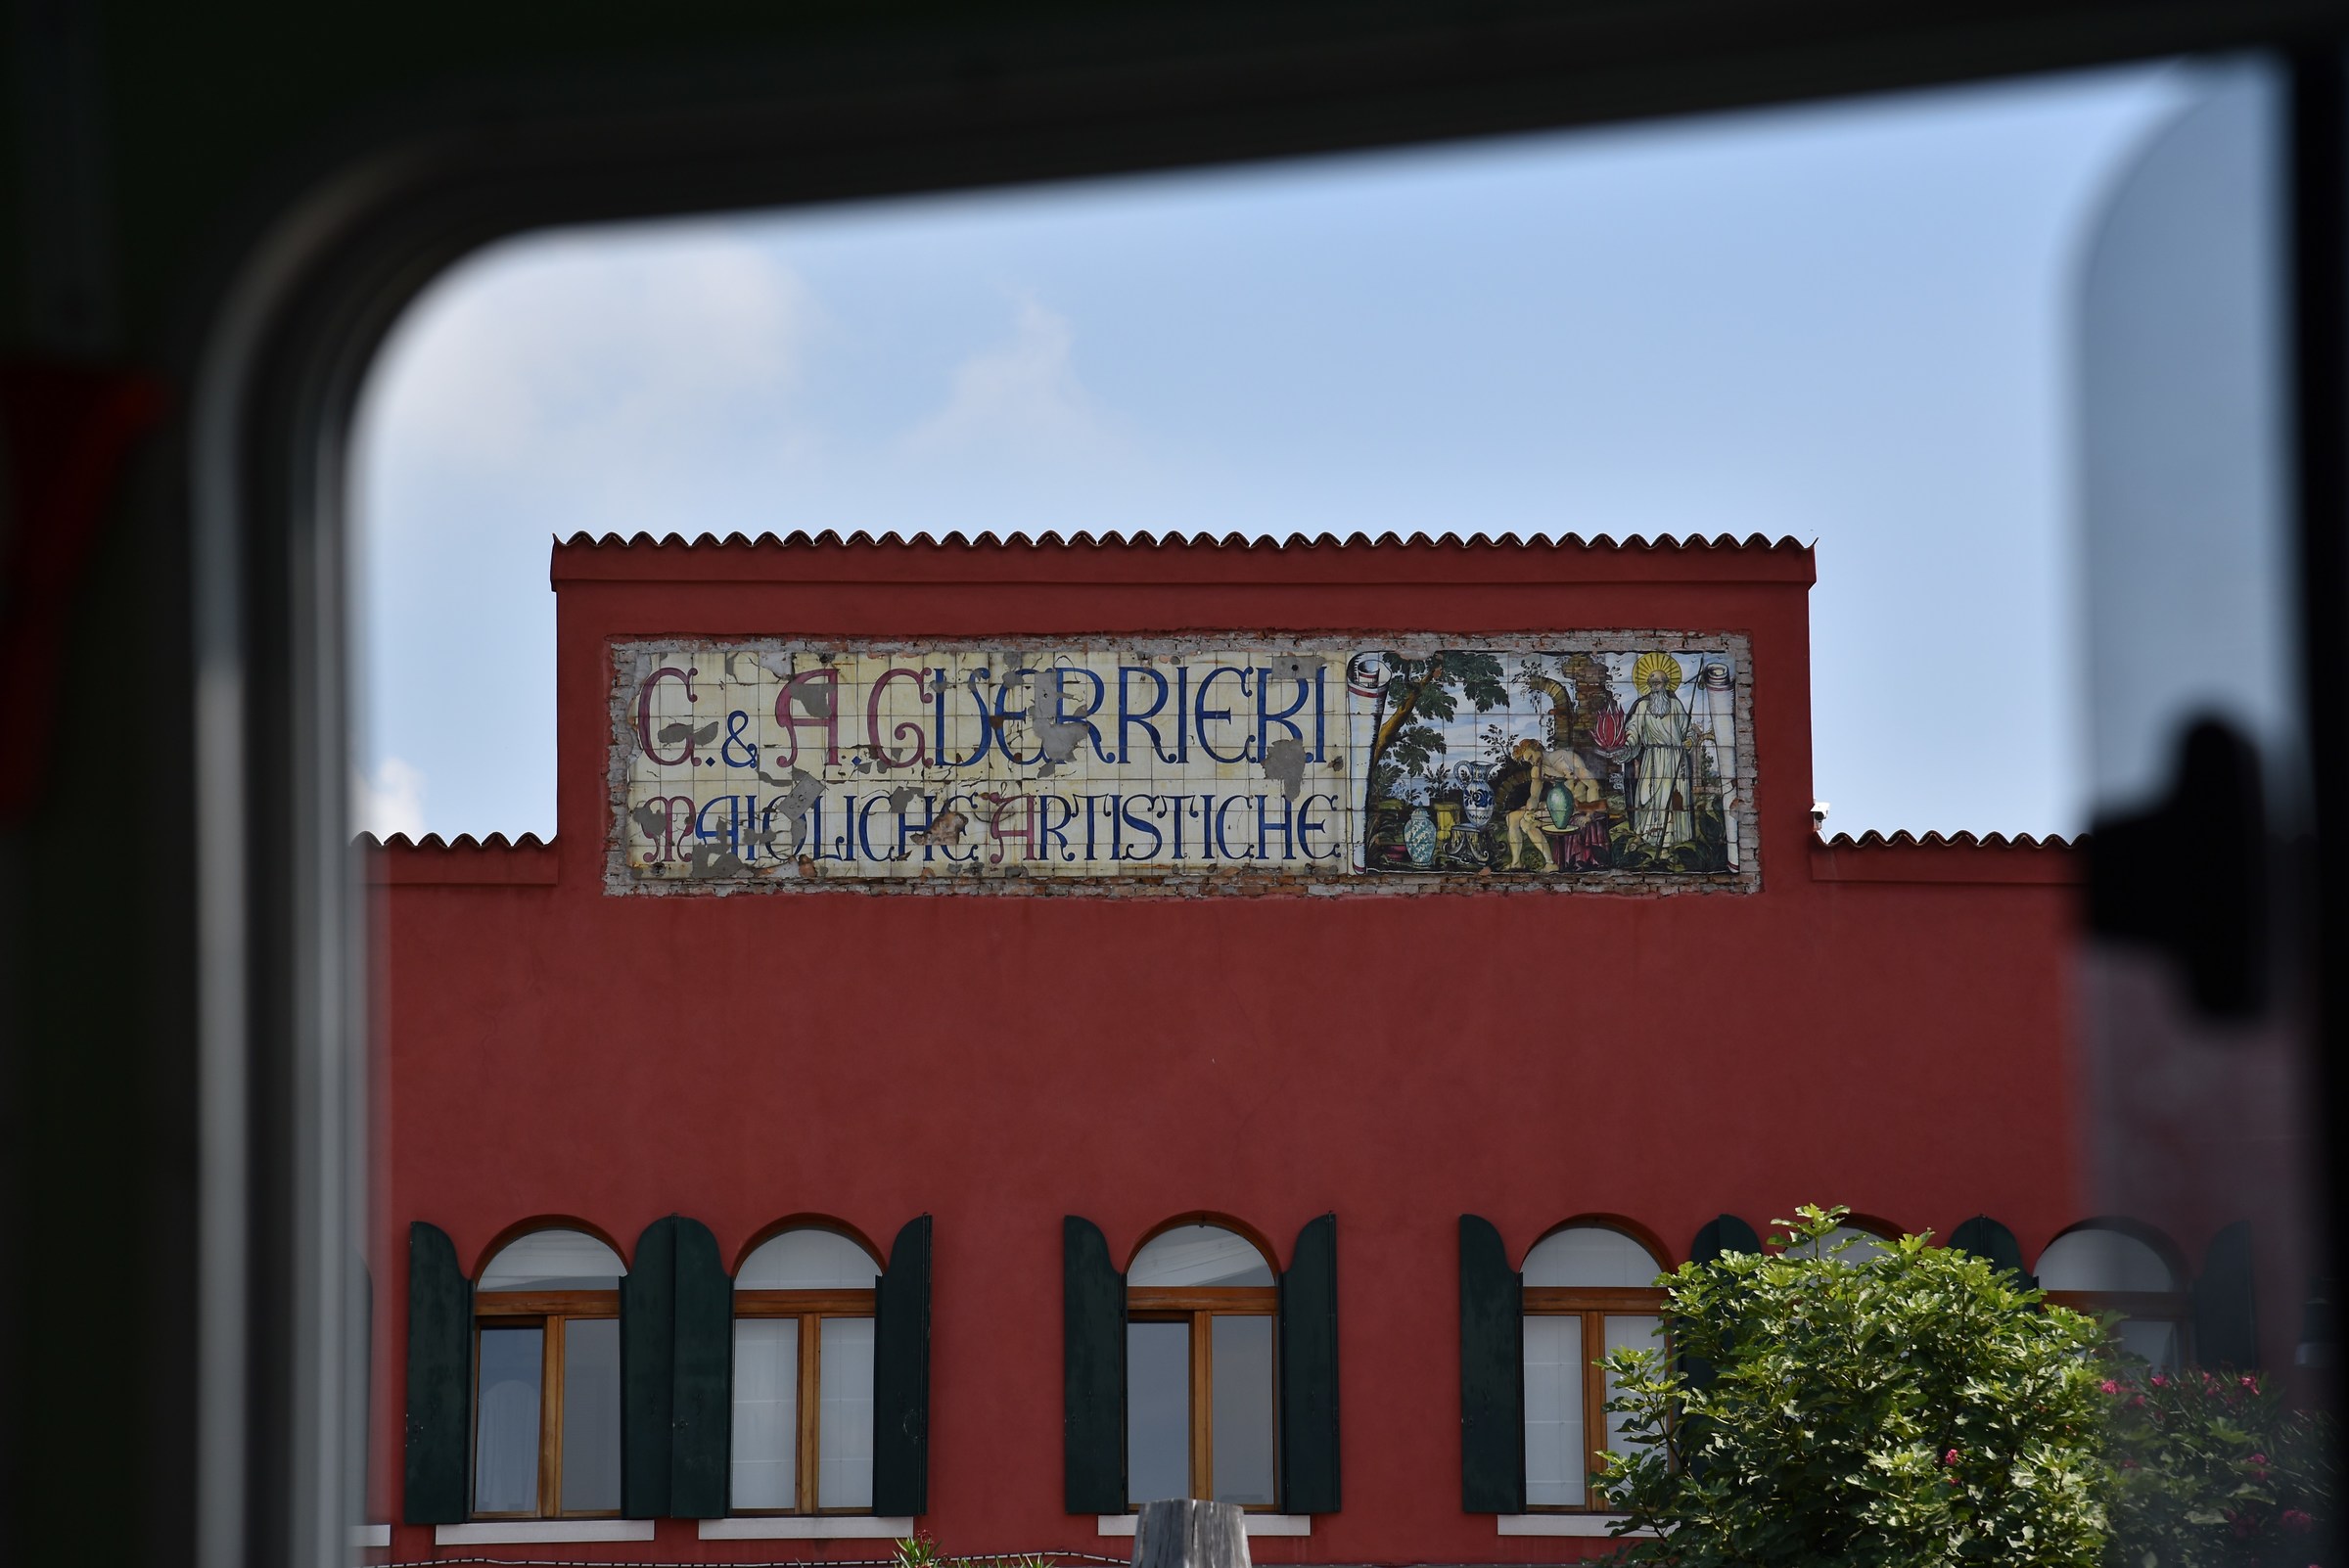 G. & A. GUERRIERI
MAIOLICHE ARTISTICHE